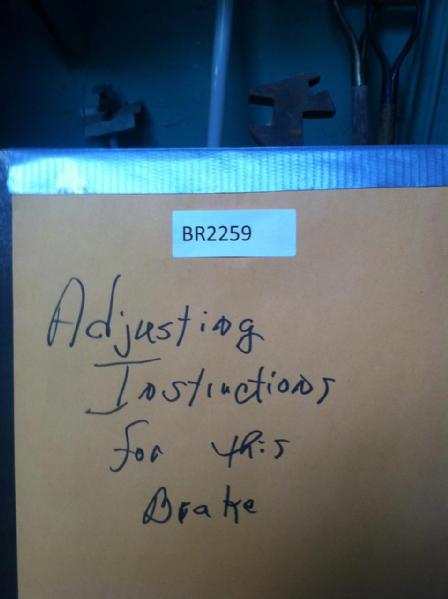 BR2259
Adjusting
Instructions
for this
Brake